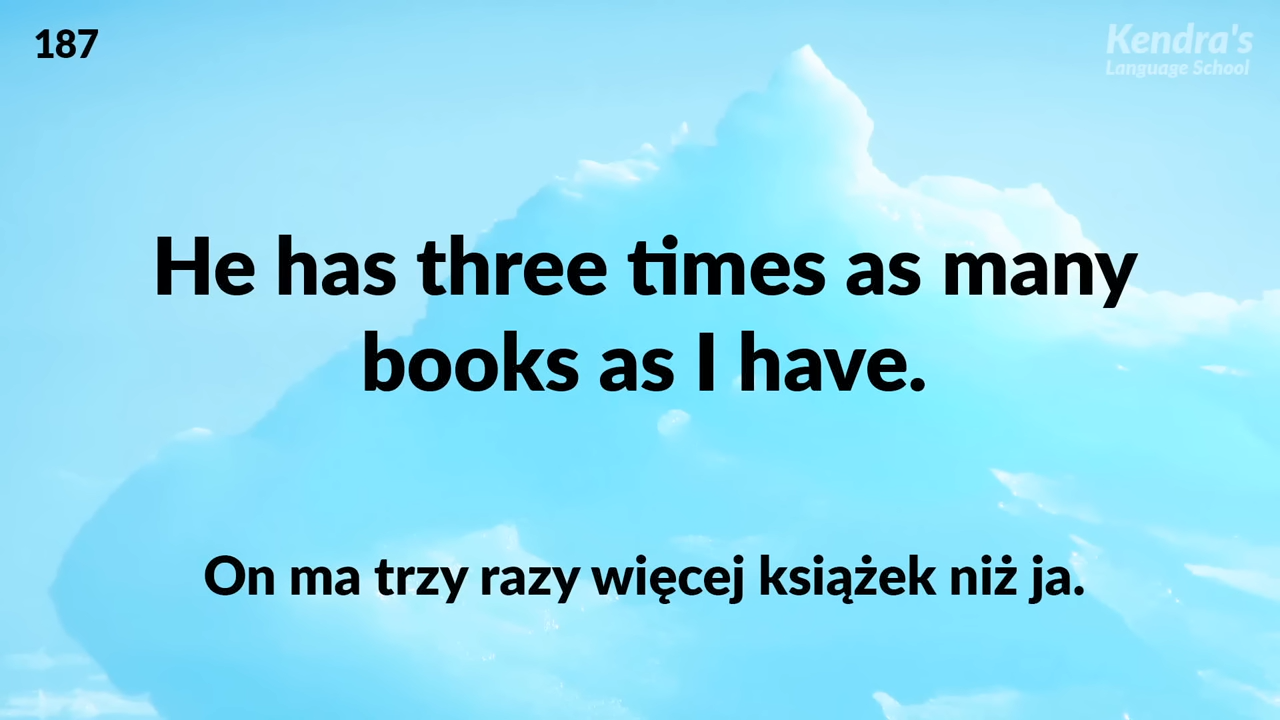 187
Kendra's
Language School
He has three times as many
books as I have.
On ma trzy razy więcej książek niż ja.